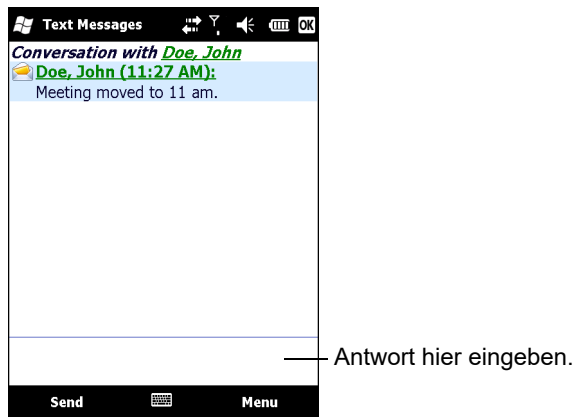 Text Messages OK
Conversation with Doe, John
Doe, John (11:27 AM):
Meeting moved to 11 am.
Antwort hier eingeben.
Send Menu